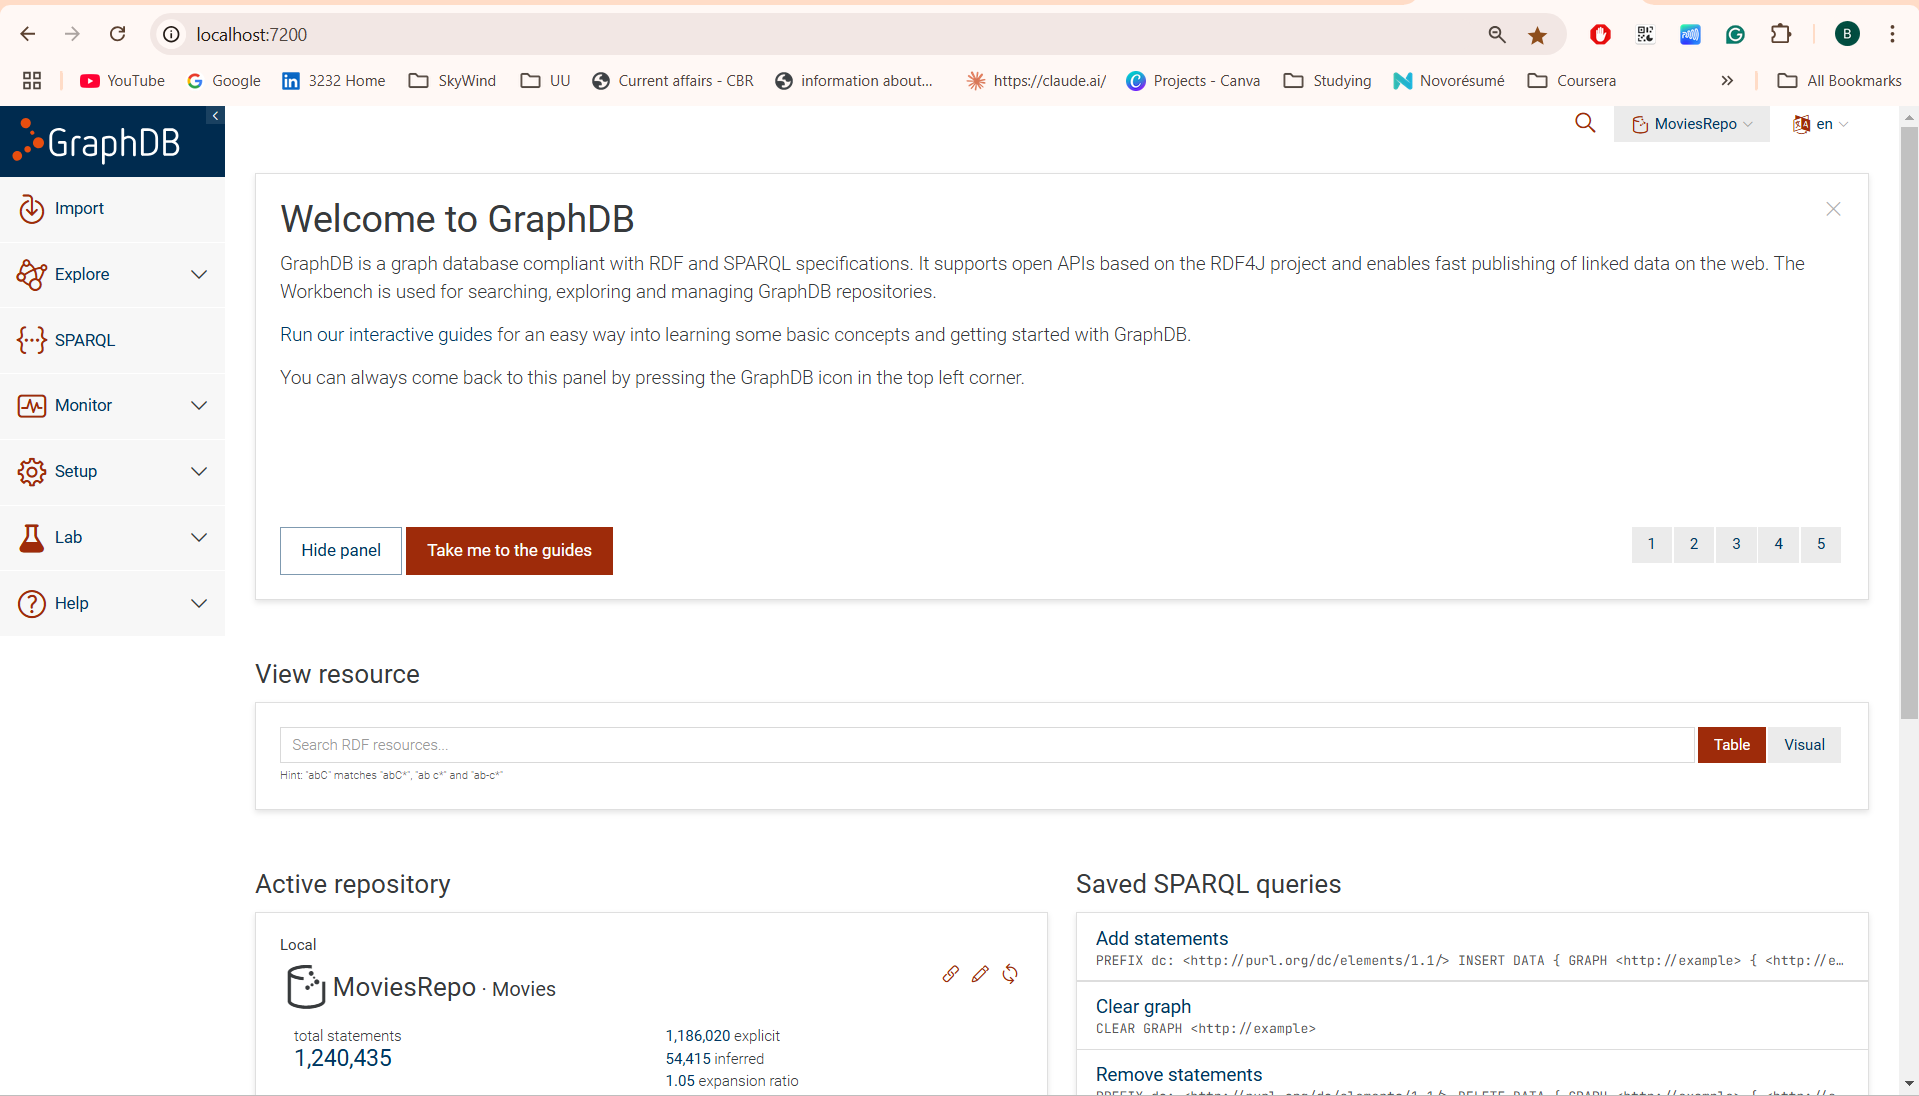 localhost:7200
B
YouTube
Google
3232 Home
SkyWind
UU
Current affairs - CBR
information about...
https://claude.ai/
Projects - Canva
Studying
Novorésumé
Coursera
All Bookmarks
GraphDB
MoviesRepo
en
Import
Explore
SPARQL
Monitor
Setup
Lab
Help
Welcome to GraphDB
GraphDB is a graph database compliant with RDF and SPARQL specifications. It supports open APIs based on the RDF4J project and enables fast publishing of linked data on the web. The
Workbench is used for searching, exploring and managing GraphDB repositories.
Run our interactive guides for an easy way into learning some basic concepts and getting started with GraphDB.
You can always come back to this panel by pressing the GraphDB icon in the top left corner.
Hide panel
Take me to the guides
1 2 3 4 5
View resource
Search RDF resources...
Table
Visual
Hint: "abC" matches "abC*", "ab c*" and "ab-c*"
Active repository
Local
MoviesRepo · Movies
total statements
1,240,435
1,186,020 explicit
54,415 inferred
1.05 expansion ratio
Saved SPARQL queries
Add statements
PREFIX dc: <http://purl.org/dc/elements/1.1/> INSERT DATA { GRAPH <http://example> { <http://e…
Clear graph
CLEAR GRAPH <http://example>
Remove statements